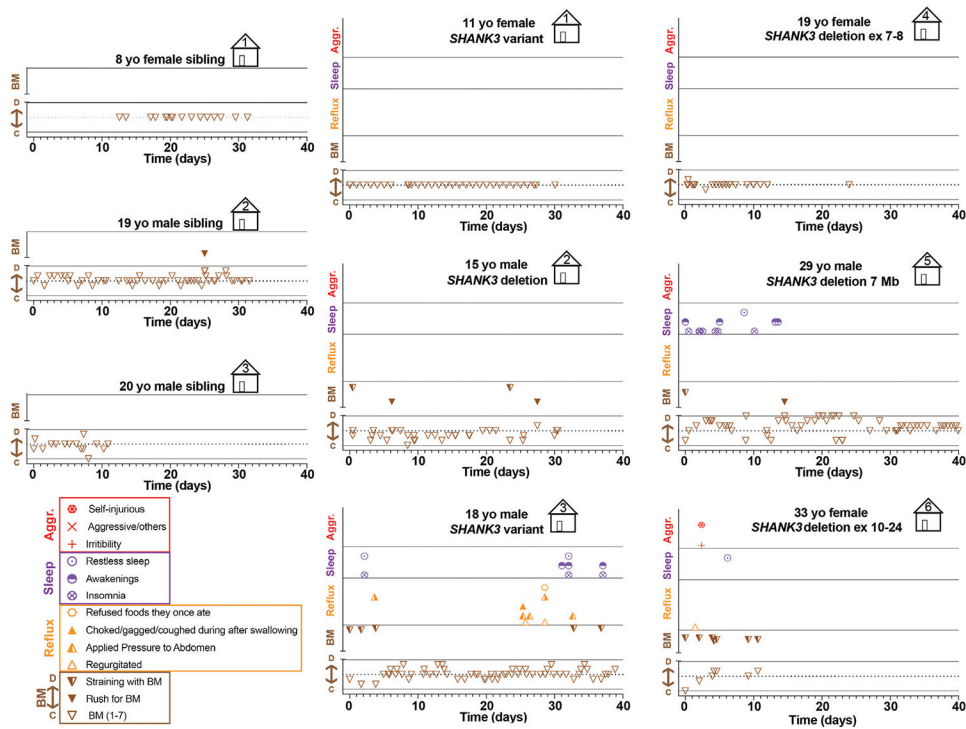 8 yo female sibling
1
BM
D
C
0 10 20 30 40
Time (days)
19 yo male sibling
2
BM
D
C
0 10 20 30 40
Time (days)
20 yo male sibling
3
BM
D
C
0 10 20 30 40
Time (days)
Aggr.
Self-injurious
Aggressive/others
Irritibility
Sleep
Restless sleep
Awakenings
Insomnia
Reflux
Refused foods they once ate
Choked/gagged/coughed during after swallowing
Applied Pressure to Abdomen
Regurgitated
BM
D
C
Straining with BM
Rush for BM
BM (1-7)
11 yo female
SHANK3 variant
1
Aggr.
Sleep
Reflux
BM
D
C
0 10 20 30 40
Time (days)
15 yo male
SHANK3 deletion
2
Aggr.
Sleep
Reflux
BM
D
C
0 10 20 30 40
Time (days)
18 yo male
SHANK3 variant
3
Aggr.
Sleep
Reflux
BM
D
C
0 10 20 30 40
Time (days)
19 yo female
SHANK3 deletion ex 7-8
4
Aggr.
Sleep
Reflux
BM
D
C
0 10 20 30 40
Time (days)
29 yo male
SHANK3 deletion 7 Mb
5
Aggr.
Sleep
Reflux
BM
D
C
0 10 20 30 40
Time (days)
33 yo female
SHANK3 deletion ex 10-24
6
Aggr.
Sleep
Reflux
BM
D
C
0 10 20 30 40
Time (days)